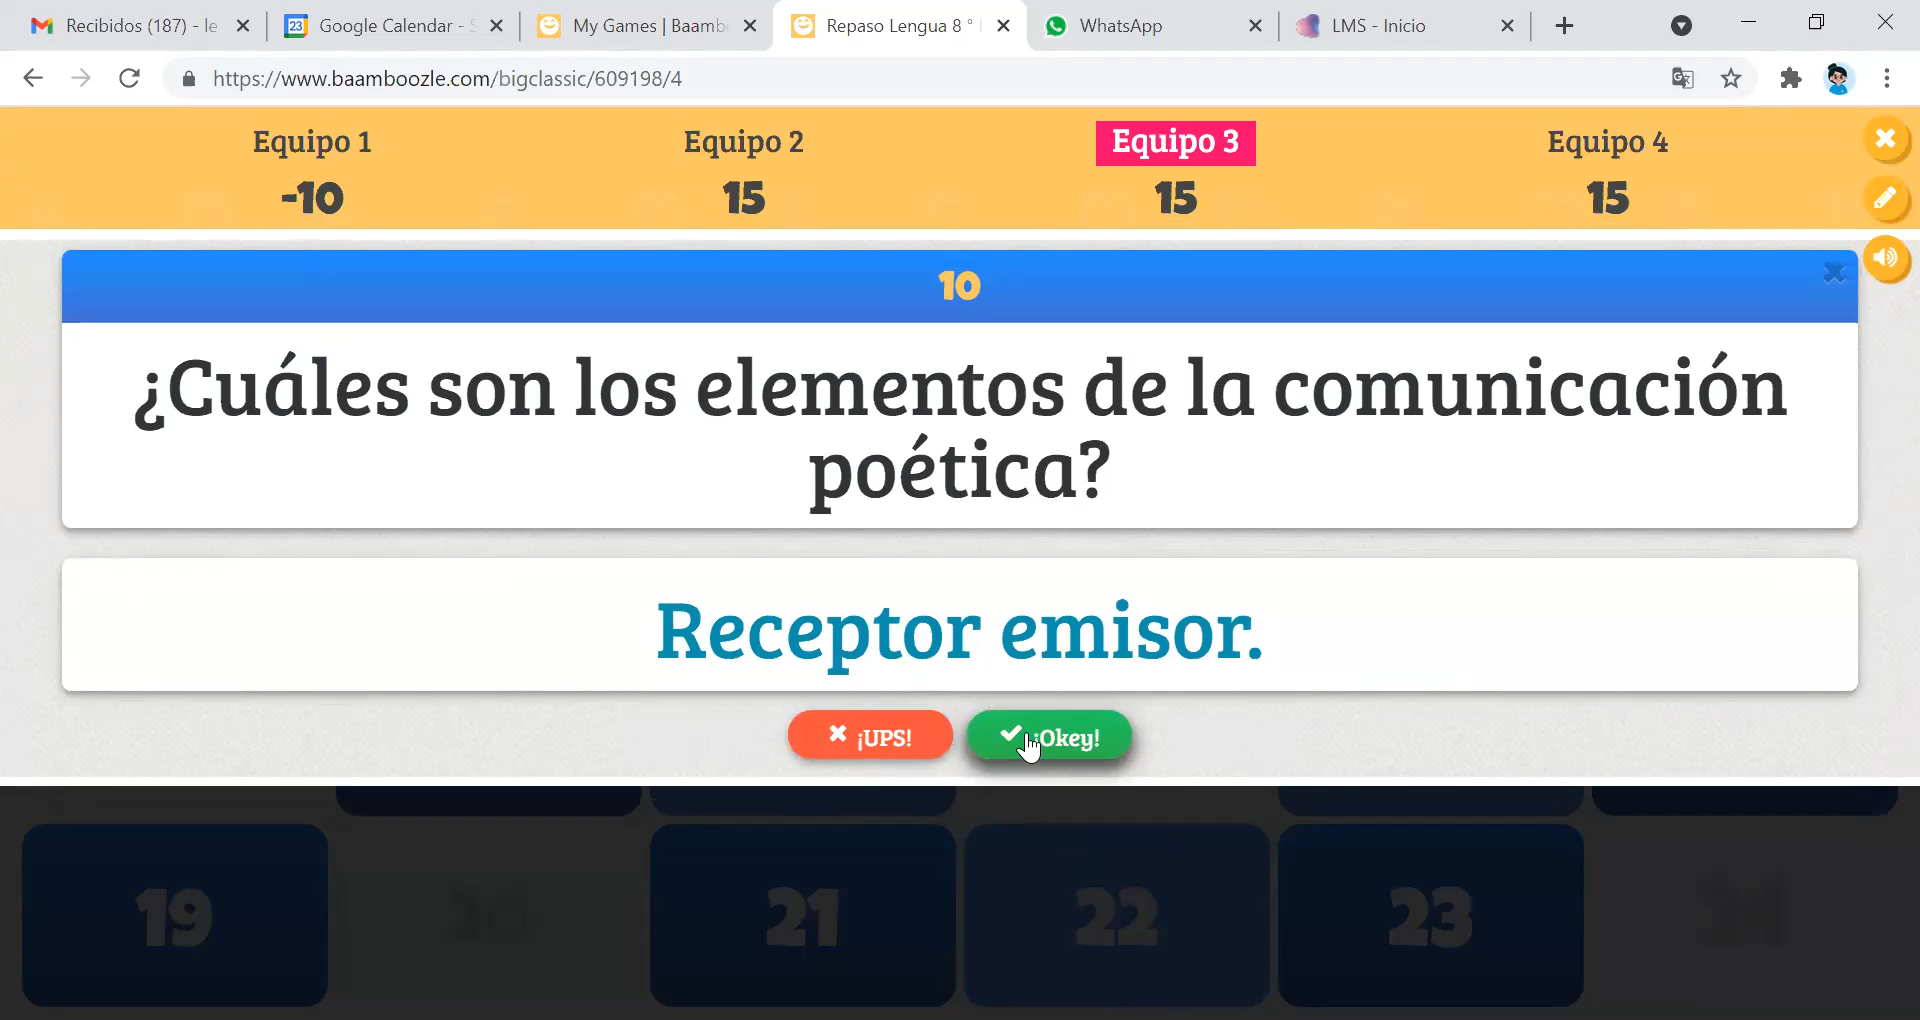 Recibidos (187) - le
Google Calendar - S
My Games | Baamb
Repaso Lengua 8 °
WhatsApp
LMS - Inicio
https://www.baamboozle.com/bigclassic/609198/4
Equipo 1
Equipo 2
Equipo 3
Equipo 4
-10
15
15
15
10
¿Cuáles son los elementos de la comunicación
poética?
Receptor emisor.
¡UPS!
¡Okey!
19
20
21
22
23
24